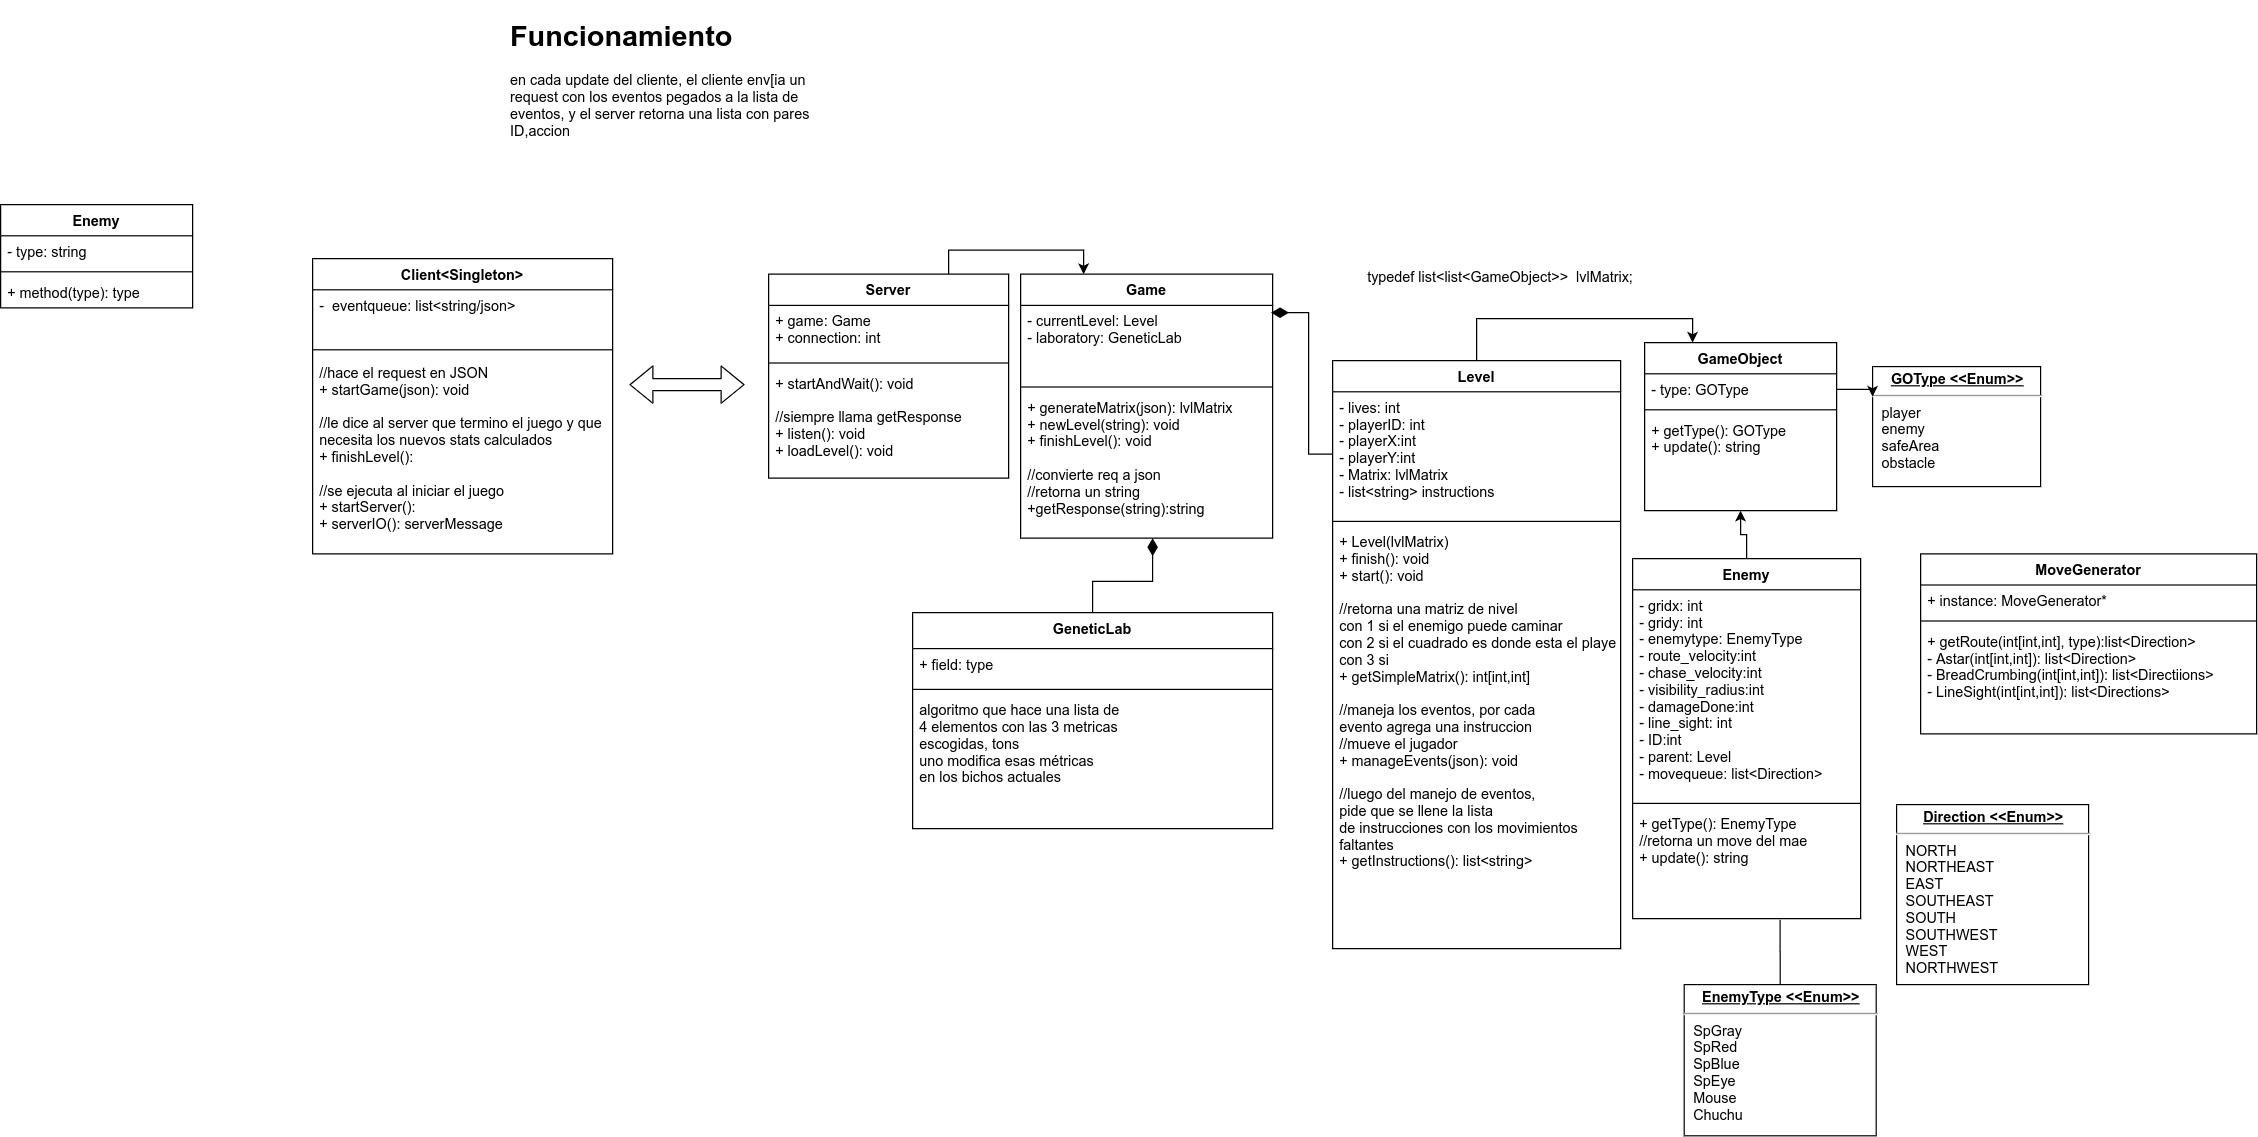 Funcionamiento
en cada update del cliente, el cliente env[ia un
request con los eventos pegados a la lista de
eventos, y el server retorna una lista con pares
ID,accion
Enemy
- type: string
+ method(type): type
Client<Singleton>
-  eventqueue: list<string/json>
//hace el request en JSON
+ startGame(json): void
//le dice al server que termino el juego y que
necesita los nuevos stats calculados
+ finishLevel():
//se ejecuta al iniciar el juego
+ startServer():
+ serverIO(): serverMessage
Server
+ game: Game
+ connection: int
+ startAndWait(): void
//siempre llama getResponse
+ listen(): void
+ loadLevel(): void
Game
- currentLevel: Level
- laboratory: GeneticLab
+ generateMatrix(json): lvlMatrix
+ newLevel(string): void
+ finishLevel(): void
//convierte req a json
//retorna un string
+getResponse(string):string
GeneticLab
+ field: type
algoritmo que hace una lista de
4 elementos con las 3 metricas
escogidas, tons
uno modifica esas métricas
en los bichos actuales
typedef list<list<GameObject>>  lvlMatrix;
Level
- lives: int
- playerID: int
- playerX:int
- playerY:int
- Matrix: lvlMatrix
- list<string> instructions
+ Level(lvlMatrix)
+ finish(): void
+ start(): void
//retorna una matriz de nivel
con 1 si el enemigo puede caminar
con 2 si el cuadrado es donde esta el playe
con 3 si
+ getSimpleMatrix(): int[int,int]
//maneja los eventos, por cada
evento agrega una instruccion
//mueve el jugador
+ manageEvents(json): void
//luego del manejo de eventos,
pide que se llene la lista
de instrucciones con los movimientos
faltantes
+ getInstructions(): list<string>
GameObject
- type: GOType
+ getType(): GOType
+ update(): string
GOType <<Enum>>
player
enemy
safeArea
obstacle
Enemy
- gridx: int
- gridy: int
- enemytype: EnemyType
- route_velocity:int
- chase_velocity:int
- visibility_radius:int
- damageDone:int
- line_sight: int
- ID:int
- parent: Level
- movequeue: list<Direction>
+ getType(): EnemyType
//retorna un move del mae
+ update(): string
MoveGenerator
+ instance: MoveGenerator*
+ getRoute(int[int,int], type):list<Direction>
- Astar(int[int,int]): list<Direction>
- BreadCrumbing(int[int,int]): list<Directiions>
- LineSight(int[int,int]): list<Directions>
Direction <<Enum>>
NORTH
NORTHEAST
EAST
SOUTHEAST
SOUTH
SOUTHWEST
WEST
NORTHWEST
EnemyType <<Enum>>
SpGray
SpRed
SpBlue
SpEye
Mouse
Chuchu